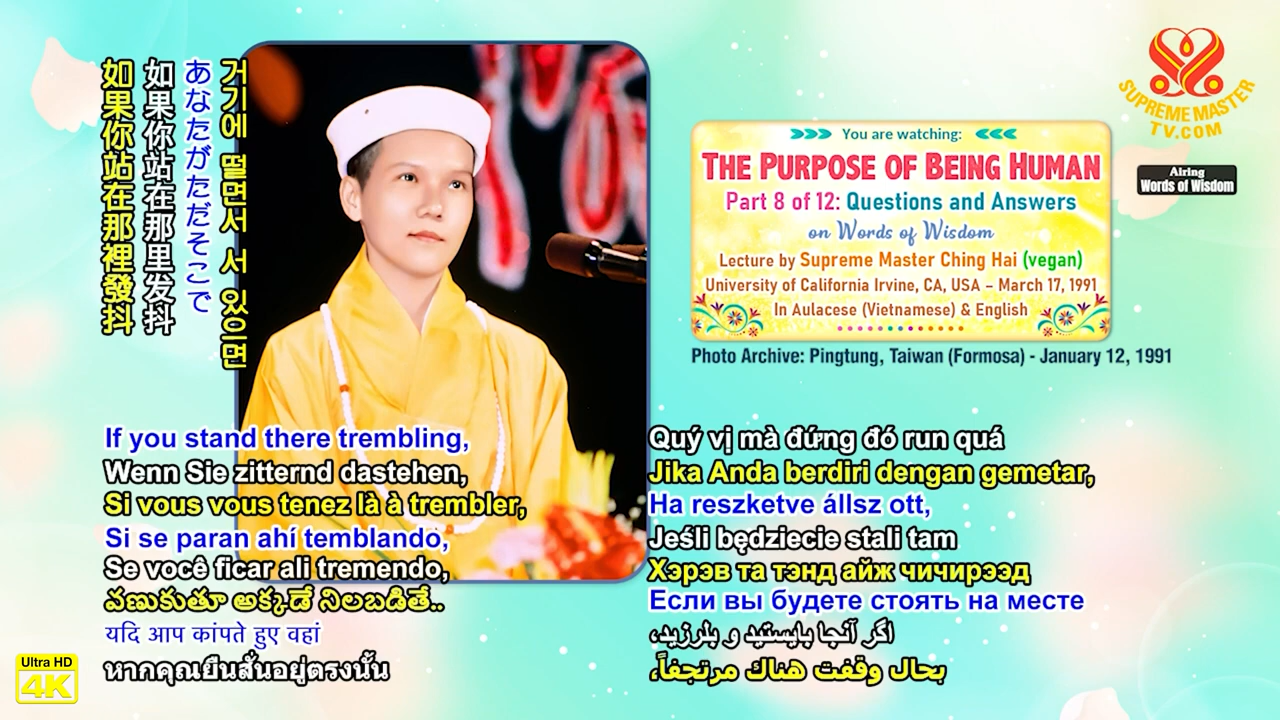 如果你站在那裡發抖
如果你站在那里发抖
あなたがただそこで
거기에 떨면서 서 있으면
SUPREME MASTER
TV.COM
Airing
Words of Wisdom
You are watching:
THE PURPOSE OF BEING HUMAN
Part 8 of 12: Questions and Answers
on Words of Wisdom
Lecture by Supreme Master Ching Hai (vegan)
University of California Irvine, CA, USA – March 17, 1991
In Aulacese (Vietnamese) & English
Photo Archive: Pingtung, Taiwan (Formosa) - January 12, 1991
If you stand there trembling,
Wenn Sie zitternd dastehen,
Si vous vous tenez là à trembler,
Si se paran ahí temblando,
Se você ficar ali tremendo,
వణుకుతూ అక్కడే నిలబడితే..
यदि आप कांपते हुए वहां
หากคุณยืนสั่นอยู่ตรงนั้น
Quý vị mà đứng đó run quá
Jika Anda berdiri dengan gemetar,
Ha reszketve állsz ott,
Jeśli będziecie stali tam
Хэрэв та тэнд айж чичирээд
Если вы будете стоять на месте
اگر آنجا بایستید و بلرزید،
بحال وقفت هناك مرتجفاً،
Ultra HD
4K